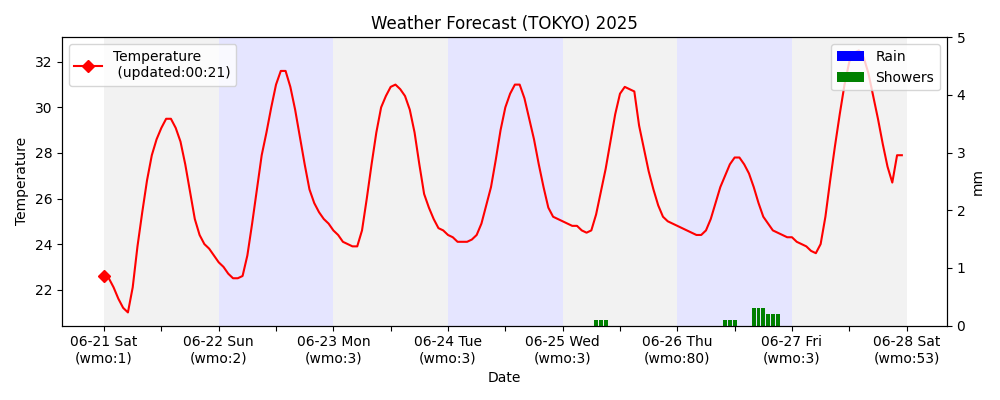 Weather Forecast (TOKYO) 2025
Temperature
(updated:00:21)
Rain
Showers
32
30
28
26
24
22
Temperature
5
4
3
2
1
0
mm
06-21 Sat
(wmo:1)
06-22 Sun
(wmo:2)
06-23 Mon
(wmo:3)
06-24 Tue
(wmo:3)
06-25 Wed
(wmo:3)
06-26 Thu
(wmo:80)
06-27 Fri
(wmo:3)
06-28 Sat
(wmo:53)
Date